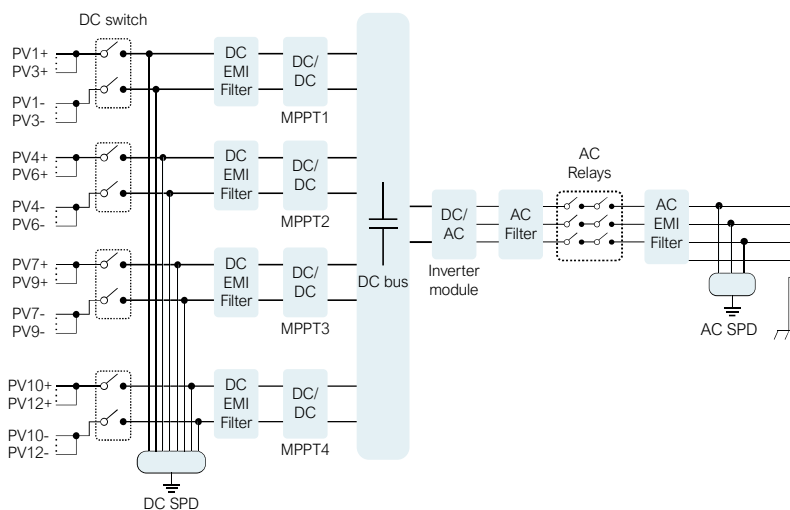 DC switch
PV1+
PV3+
PV1-
PV3-
DC
EMI
Filter
DC/
DC
MPPT1
PV4+
PV6+
PV4-
PV6-
DC
EMI
Filter
DC/
DC
MPPT2
PV7+
PV9+
PV7-
PV9-
DC
EMI
Filter
DC/
DC
MPPT3
PV10+
PV12+
PV10-
PV12-
DC
EMI
Filter
DC/
DC
MPPT4
DC SPD
DC bus
DC/
AC
Inverter
module
AC
Filter
AC
Relays
AC
EMI
Filter
AC SPD